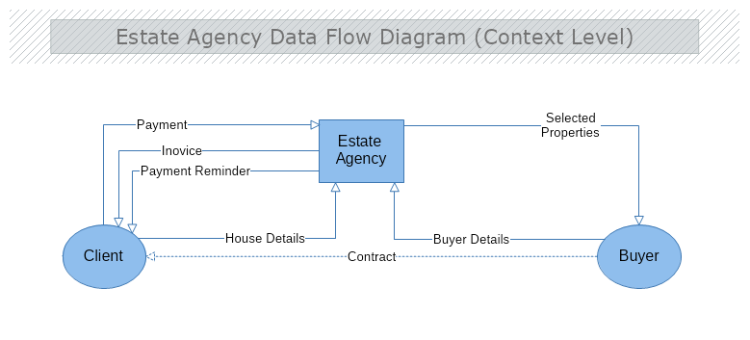 Estate Agency Data Flow Diagram (Context Level)
Payment
Selected
Properties
Estate
Agency
Inovice
Payment Reminder
House Details
Buyer Details
Client
Contract
Buyer